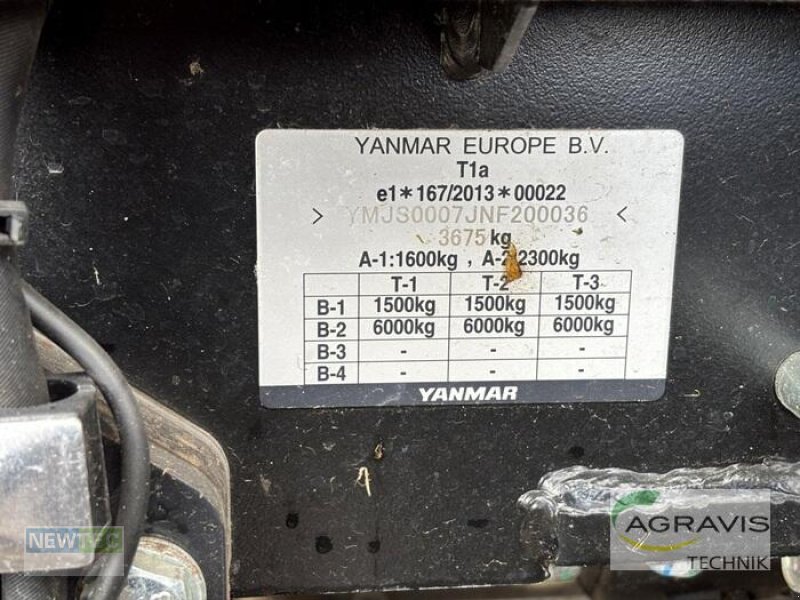 YANMAR EUROPE B.V.
T1a
e1*167/2013*00022
> YMJS0007JNF200036 <
3675 kg
A-1:1600kg , A-2:2300kg
T-1 T-2 T-3
B-1 1500kg 1500kg 1500kg
B-2 6000kg 6000kg 6000kg
B-3 - - -
B-4 - - -
YANMAR
NEWTEC
AGRAVIS
TECHNIK